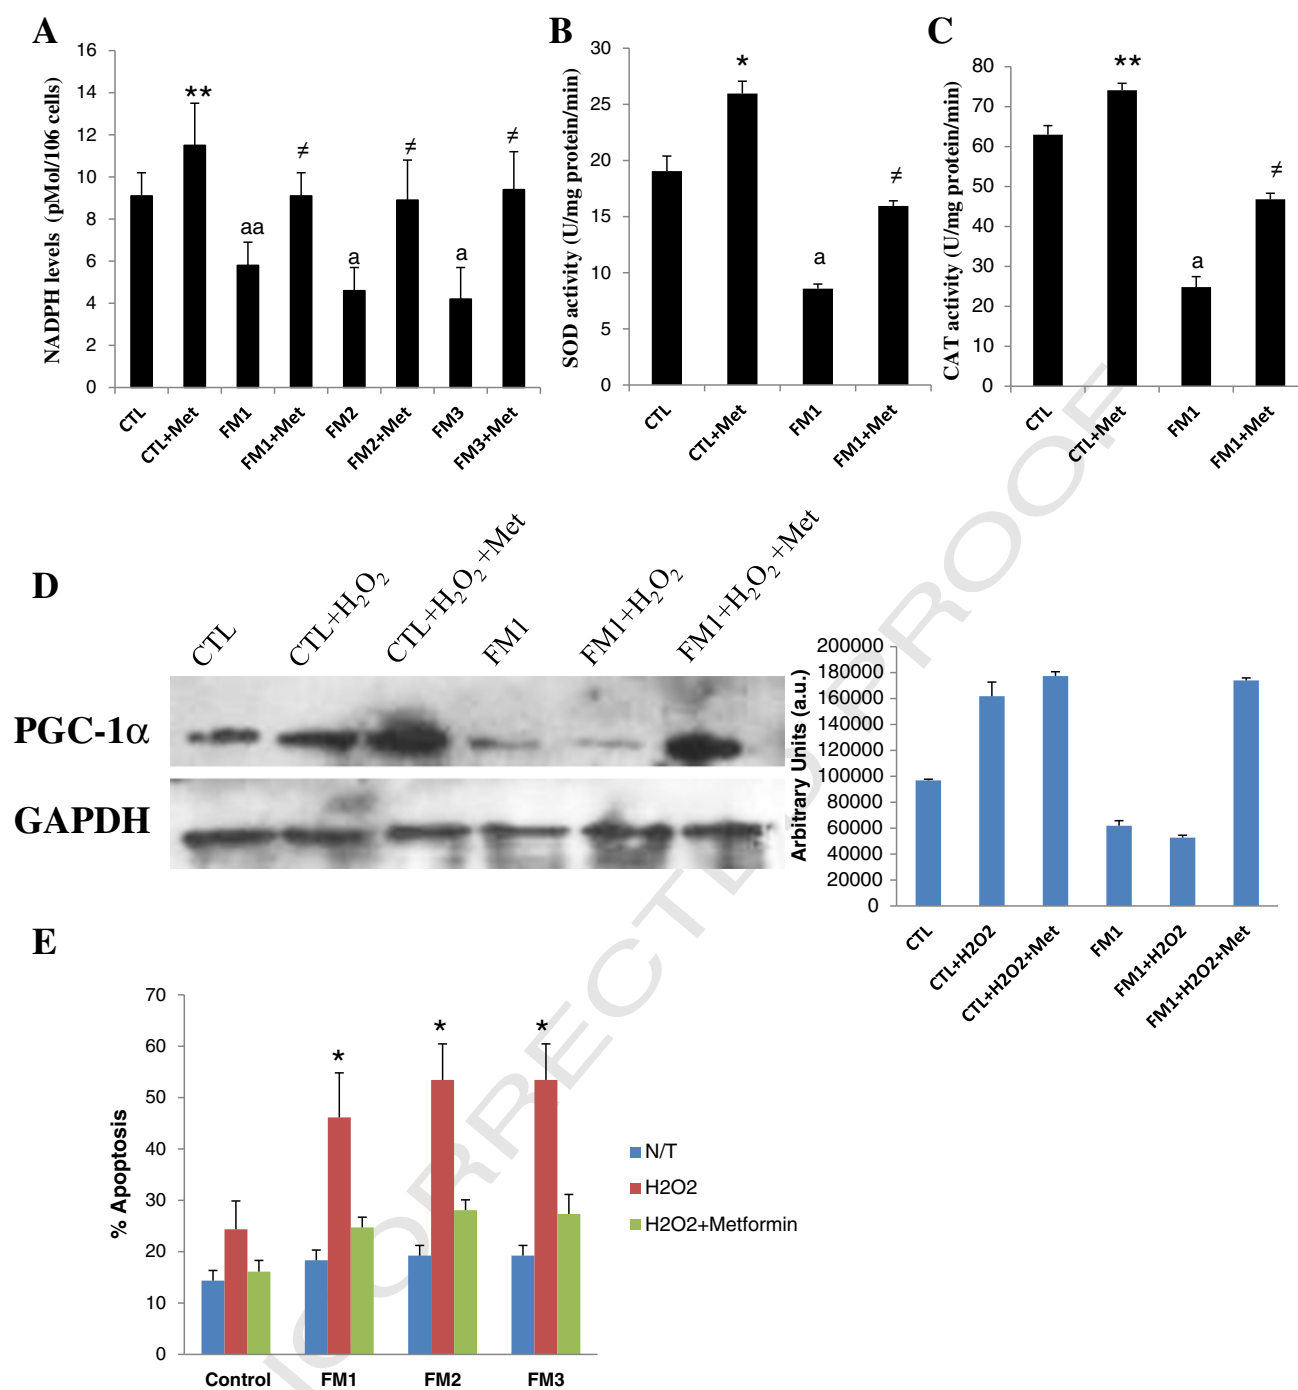 A
NADPH levels (pMol/106 cells)
16
14
12
10
8
6
4
2
0
**
aa
≠
a
≠
a
≠
CTL
CTL+Met
FM1
FM1+Met
FM2
FM2+Met
FM3
FM3+Met
B
SOD activity (U/mg protein/min)
30
25
20
15
10
5
0
*
a
≠
CTL
CTL+Met
FM1
FM1+Met
C
CAT activity (U/mg protein/min)
80
70
60
50
40
30
20
10
0
**
a
≠
CTL
CTL+Met
FM1
FM1+Met
D
CTL
CTL+H₂O₂
CTL+H₂O₂ +Met
FM1
FM1+H₂O₂
FM1+H₂O₂ +Met
PGC-1α
GAPDH
Arbitrary Units (a.u.)
200000
180000
160000
140000
120000
100000
80000
60000
40000
20000
0
CTL
CTL+H2O2
CTL+H2O2+Met
FM1
FM1+H2O2
FM1+H2O2+Met
E
% Apoptosis
70
60
50
40
30
20
10
0
*
*
*
Control
FM1
FM2
FM3
N/T
H2O2
H2O2+Metformin